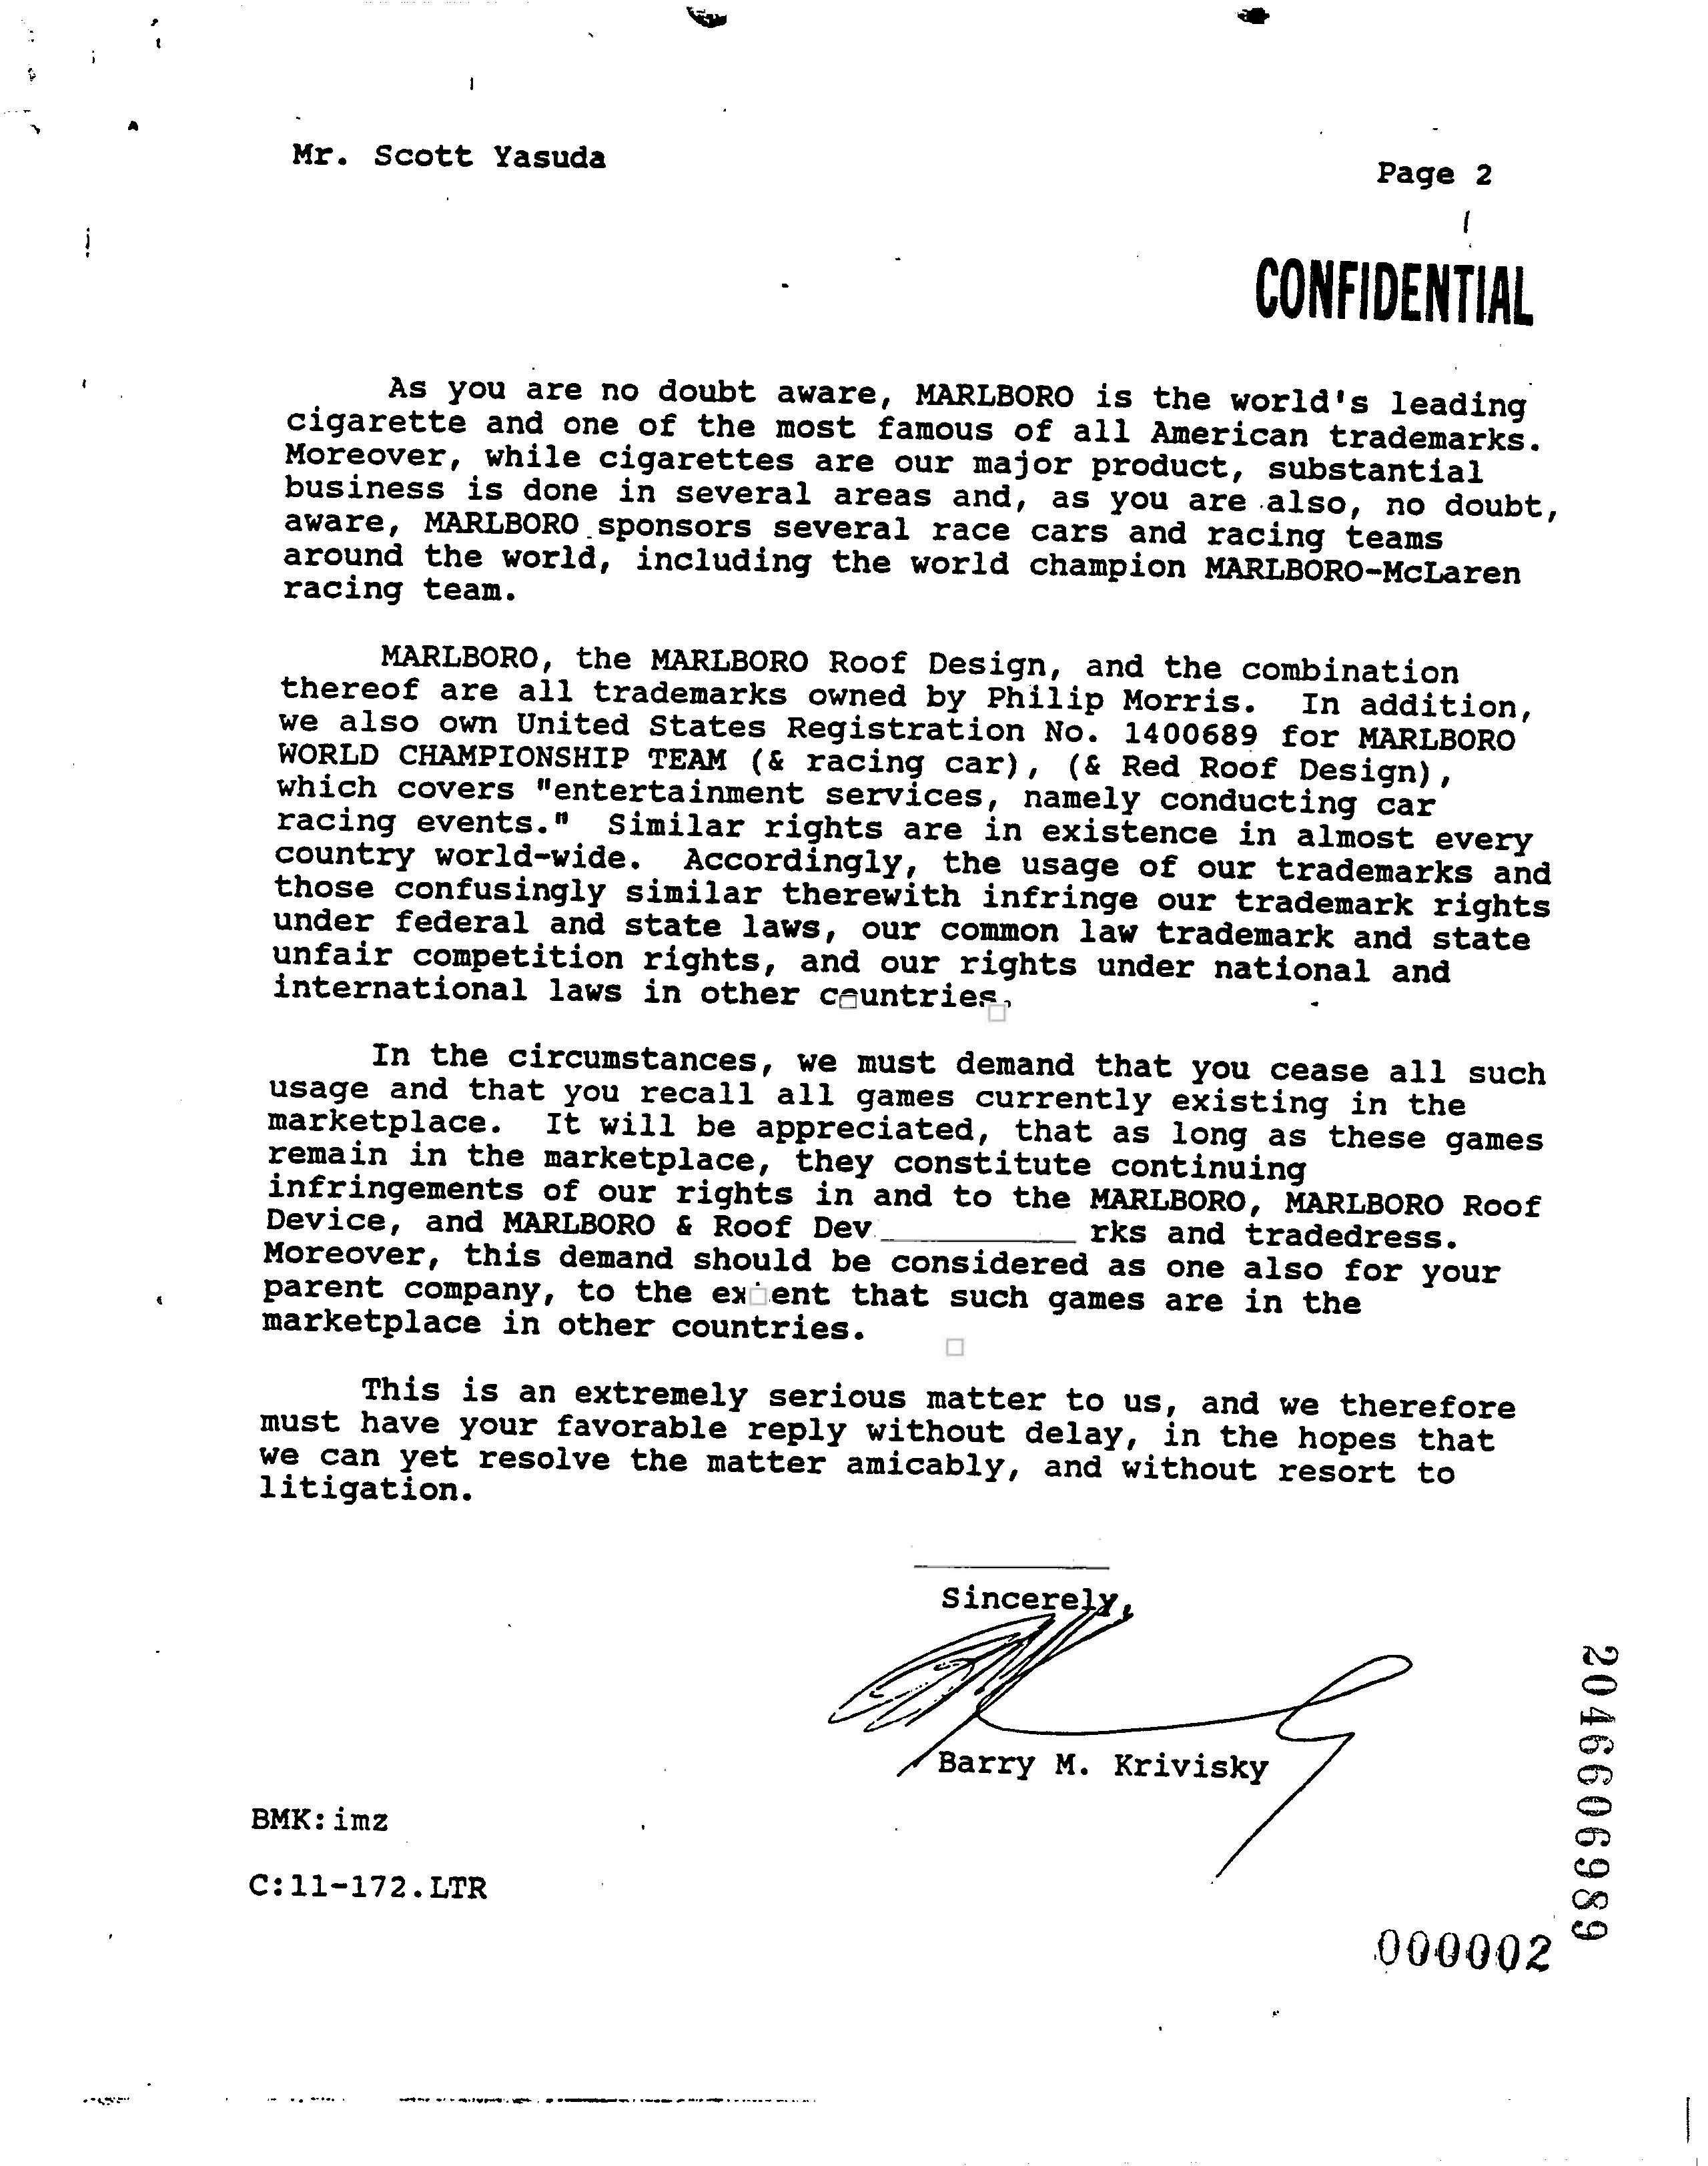 Mr. Scott Yasuda
Page 2
CONFIDENTIAL
As you are no doubt aware, MARLBORO is the world's leading
cigarette and one of the most famous of all American trademarks.
Moreover, while cigarettes are our major product, substantial
business is done in several areas and, as you are also, no doubt,
aware, MARLBORO sponsors several race cars and racing teams
around the world, including the world champion MARLBORO-McLaren
racing team.
MARLBORO, the MARLBORO Roof Design, and the combination
thereof are all trademarks owned by Philip Morris. In addition,
we also own United States Registration No. 1400689 for MARLBORO
WORLD CHAMPIONSHIP TEAM (& racing car), (& Red Roof Design),
which covers "entertainment services, namely conducting car
racing events." Similar rights are in existence in almost every
country world-wide. Accordingly, the usage of our trademarks and
those confusingly similar therewith infringe our trademark rights
under federal and state laws, our common law trademark and state
unfair competition rights, and our rights under national and
international laws in other countries.
In the circumstances, we must demand that you cease all such
usage and that you recall all games currently existing in the
marketplace. It will be appreciated, that as long as these games
remain in the marketplace, they constitute continuing
infringements of our rights in and to the MARLBORO, MARLBORO Roof
Device, and MARLBORO & Roof Dev rks and tradedress.
Moreover, this demand should be considered as one also for your
parent company, to the extent that such games are in the
marketplace in other countries.
This is an extremely serious matter to us, and we therefore
must have your favorable reply without delay, in the hopes that
we can yet resolve the matter amicably, and without resort to
litigation.
Sincerely,
Barry M. Krivisky
BMK:imz
C:11-172.LTR
2046606989
000002